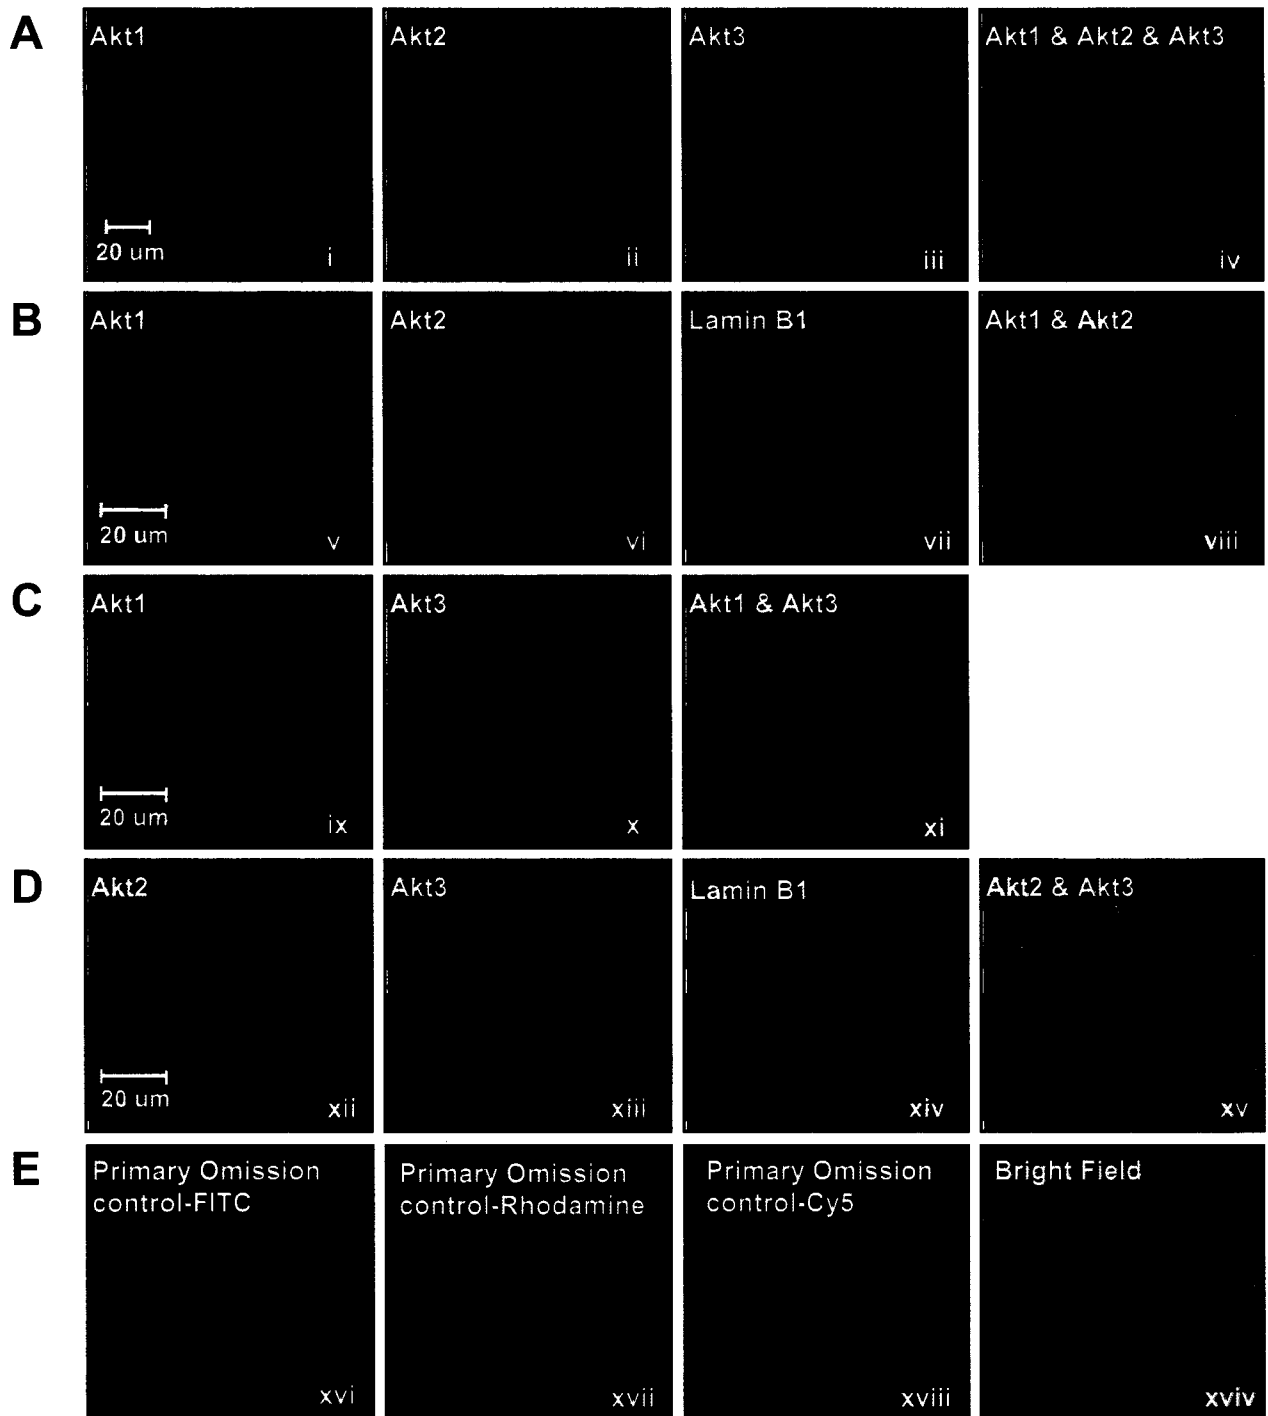 A
Akt1
Akt2
Akt3
Akt1 & Akt2 & Akt3
20 um
i
ii
iii
iv
B
Akt1
Akt2
Lamin B1
Akt1 & Akt2
20 um
v
vi
vii
viii
C
Akt1
Akt3
Akt1 & Akt3
20 um
ix
x
xi
D
Akt2
Akt3
Lamin B1
Akt2 & Akt3
20 um
xii
xiii
xiv
xv
E
Primary Omission
control-FITC
Primary Omission
control-Rhodamine
Primary Omission
control-Cy5
Bright Field
xvi
xvii
xviii
xviv